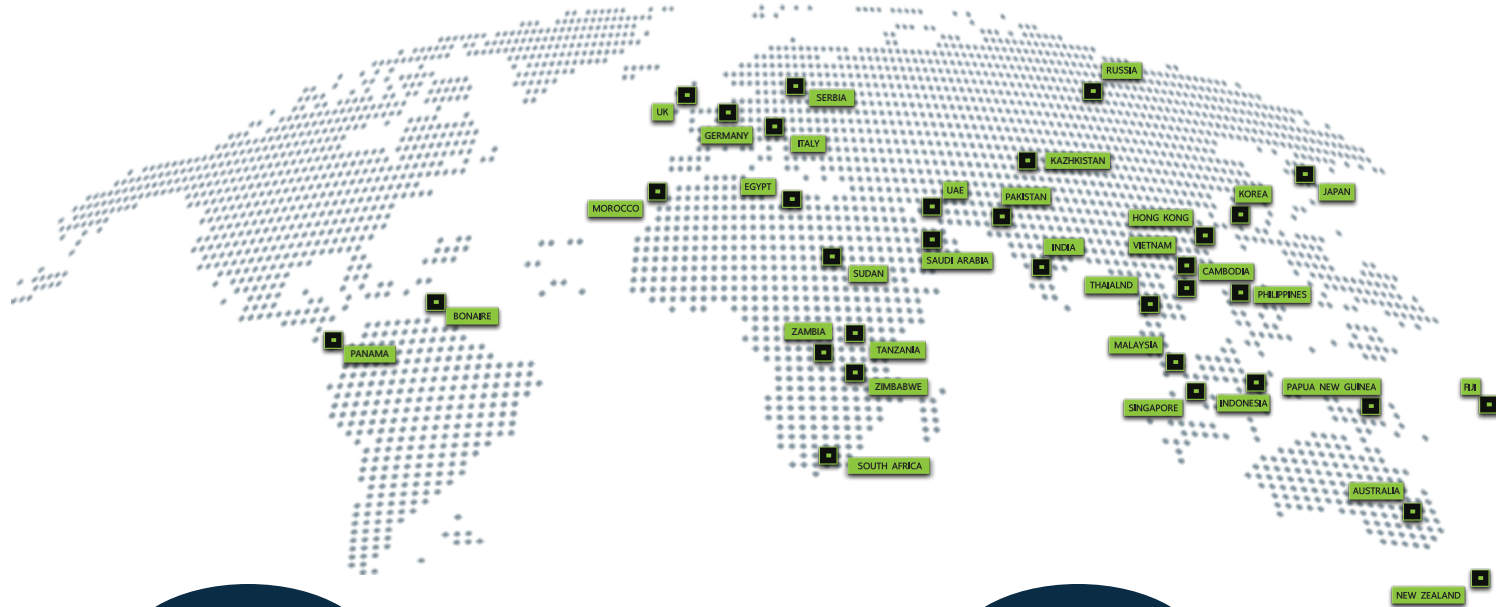 RUSSIA
SERBIA
UK
GERMANY
ITALY
KAZHKISTAN
EGYPT
UAE
PAKISTAN
KOREA
JAPAN
MOROCCO
HONG KONG
VIETNAM
INDIA
SAUDI ARABIA
SUDAN
CAMBODIA
THAIALND
PHILIPPINES
BONAIRE
ZAMBIA
PANAMA
TANZANIA
MALAYSIA
ZIMBABWE
PAPUA NEW GUINEA
FIJI
SINGAPORE
INDONESIA
SOUTH AFRICA
AUSTRALIA
NEW ZEALAND